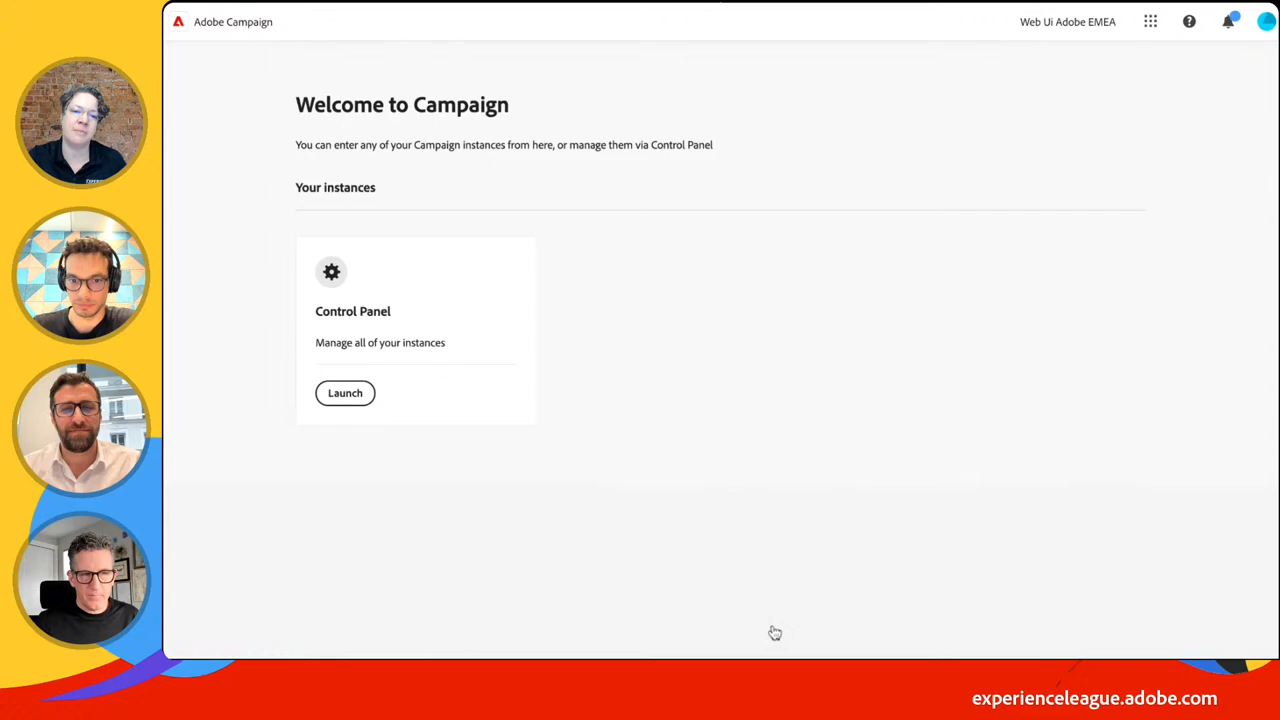 Adobe Campaign
Web Ui Adobe EMEA
Welcome to Campaign
You can enter any of your Campaign instances from here, or manage them via Control Panel
Your instances
Control Panel
Manage all of your instances
Launch
experienceleague.adobe.com